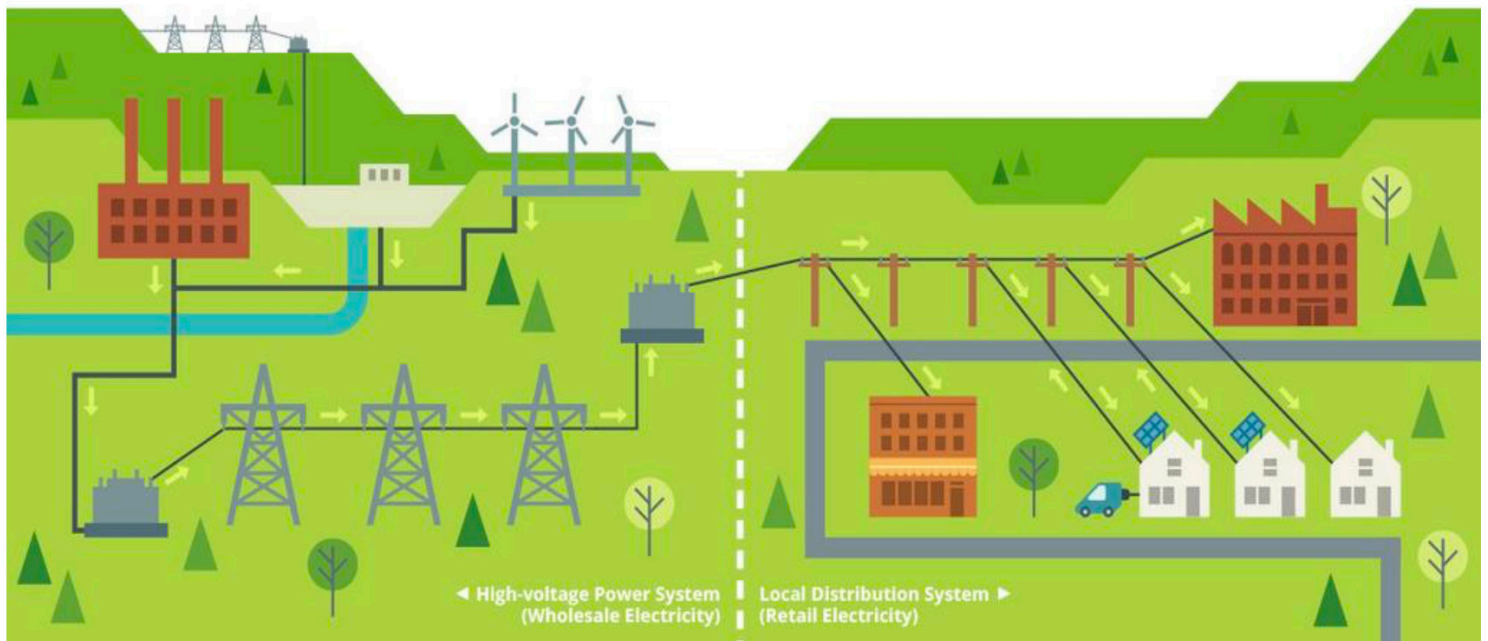 ◄ High-voltage Power System
(Wholesale Electricity)
Local Distribution System ►
(Retail Electricity)